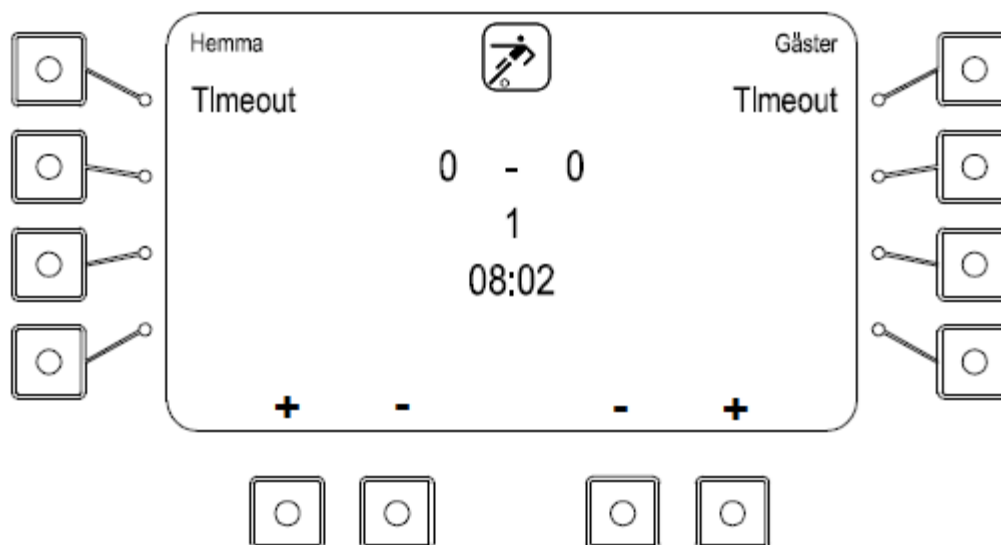 Hemma Gäster
TImeout TImeout
0 - 0
1
08:02
+ - - +